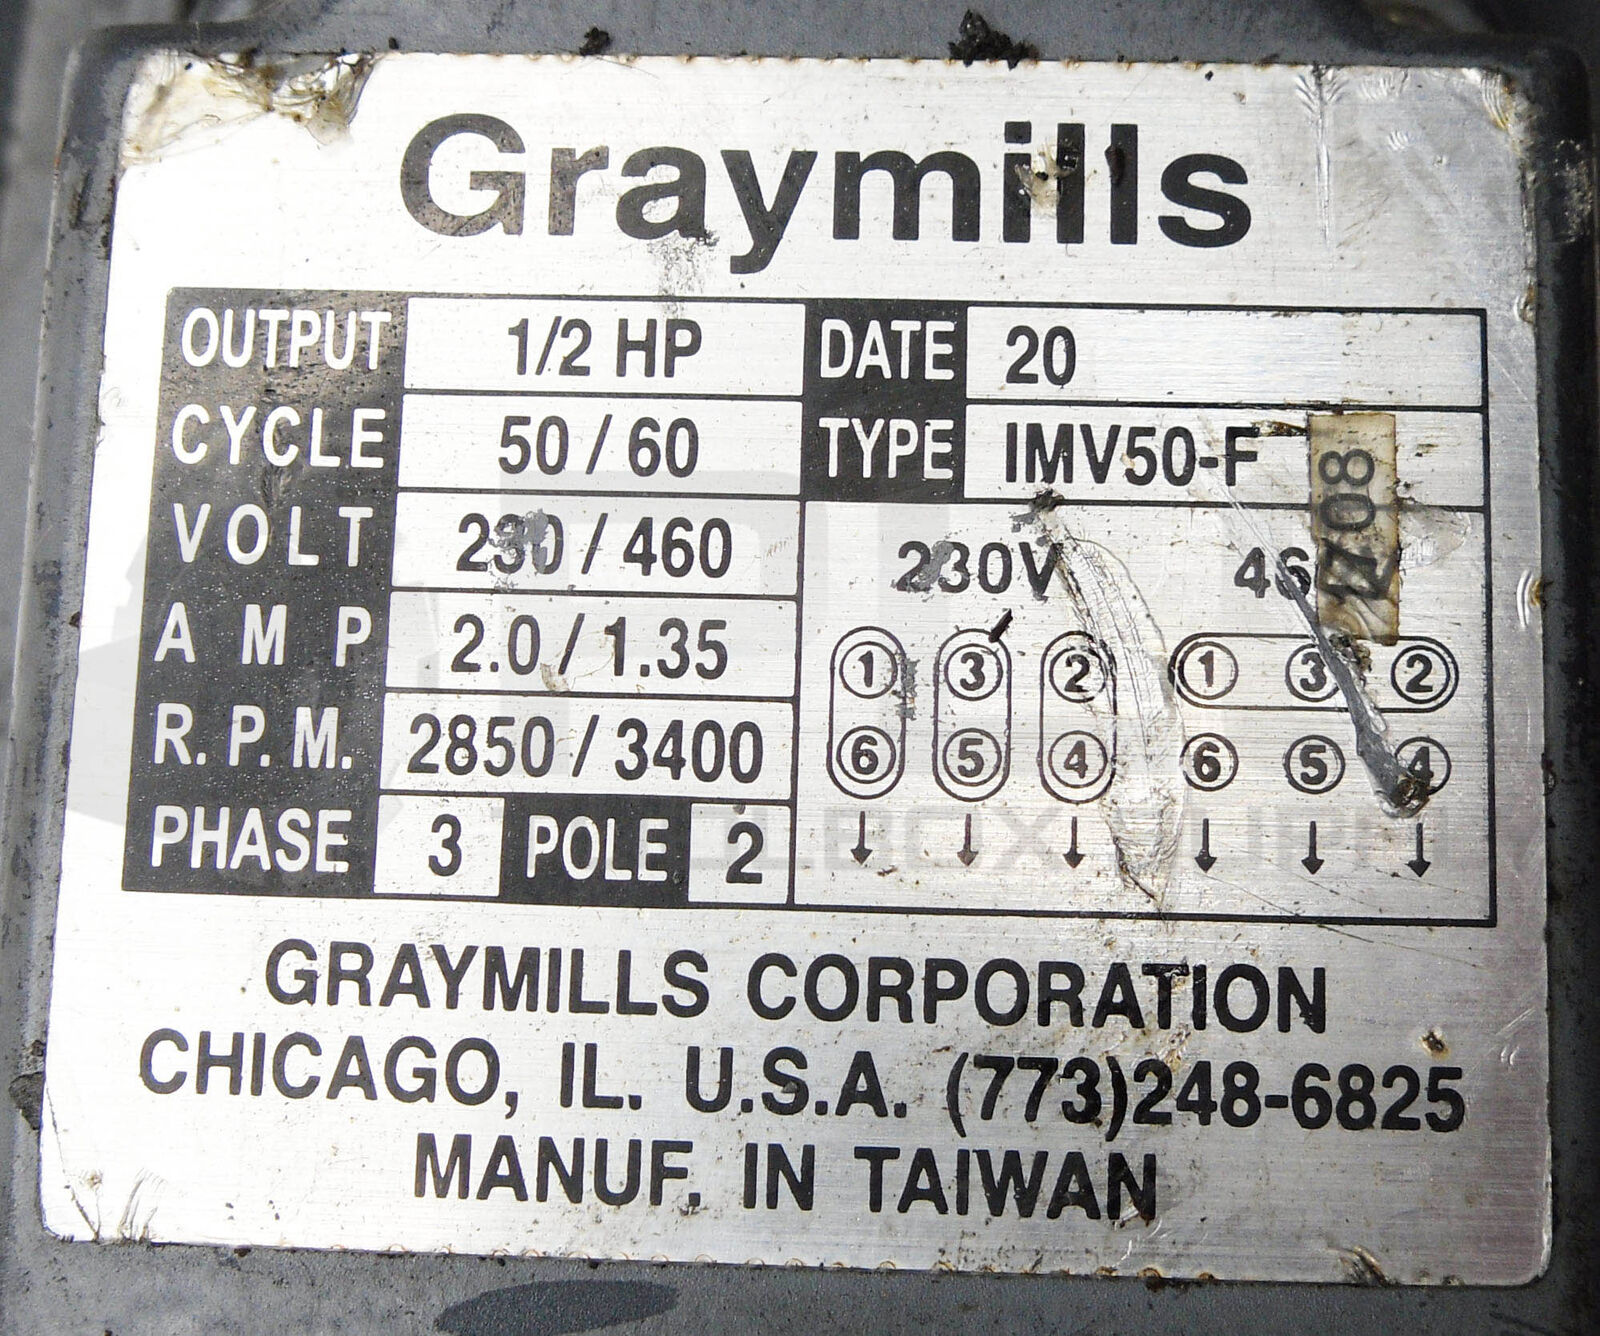 Graymills
OUTPUT 1/2 HP DATE 20
CYCLE 50 / 60 TYPE IMV50-F
VOLT 230 / 460
AMP 2.0 / 1.35
R.P.M. 2850 / 3400
PHASE 3 POLE 2
230V
1 3 2 1 3 2
6 5 4 6 5 4
GRAYMILLS CORPORATION
CHICAGO, IL. U.S.A. (773)248-6825
MANUF. IN TAIWAN